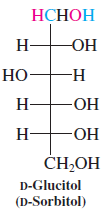 HCHOH
H OH
HO H
H OH
H OH
CH₂OH
D-Glucitol
(D-Sorbitol)